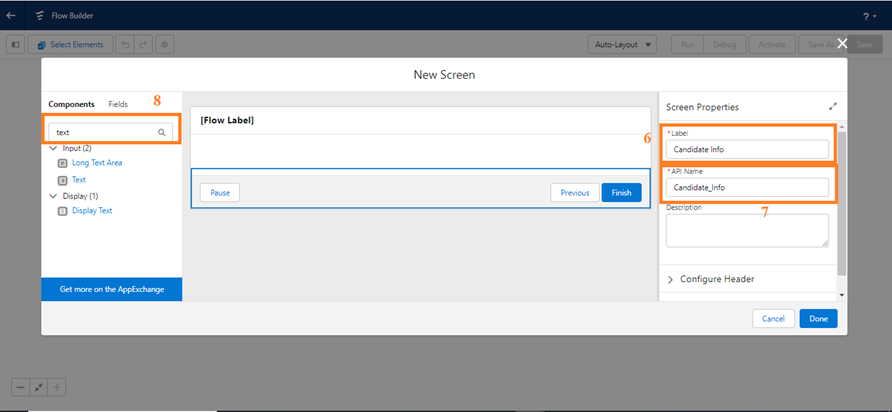 Flow Builder
?
Select Elements
Auto-Layout
Run
Debug
Activate
Save As
Save
New Screen
Components
Fields
8
text
Input (2)
Long Text Area
Text
Display (1)
Display Text
Get more on the AppExchange
[Flow Label]
Pause
Previous
Finish
Screen Properties
6
* Label
Candidate Info
* API Name
Candidate_Info
7
Description
Configure Header
Cancel
Done